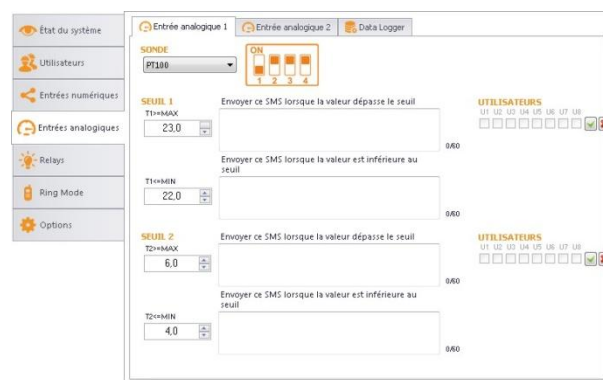 État du système
Utilisateurs
Entrées numériques
Entrées analogiques
Relays
Ring Mode
Options
Entrée analogique 1
Entrée analogique 2
Data Logger
SONDE
PT100
ON
1 2 3 4
SEUIL 1
Envoyer ce SMS lorsque la valeur dépasse le seuil
UTILISATEURS
T1>=MAX
U1 U2 U3 U4 U5 U6 U7 U8
23,0
0/60
Envoyer ce SMS lorsque la valeur est inférieure au
seuil
T1<=MIN
22,0
0/60
SEUIL 2
Envoyer ce SMS lorsque la valeur dépasse le seuil
UTILISATEURS
T2>=MAX
U1 U2 U3 U4 U5 U6 U7 U8
6,0
0/60
Envoyer ce SMS lorsque la valeur est inférieure au
seuil
T2<=MIN
4,0
0/60